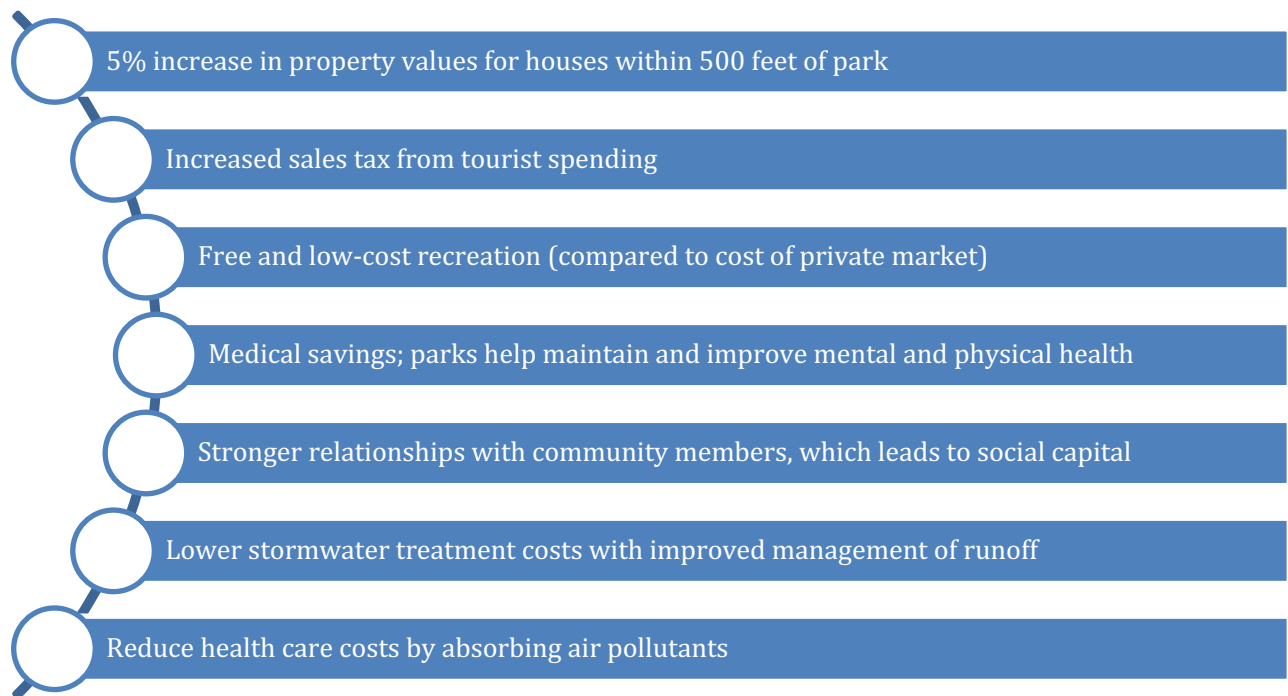 5% increase in property values for houses within 500 feet of park
Increased sales tax from tourist spending
Free and low-cost recreation (compared to cost of private market)
Medical savings; parks help maintain and improve mental and physical health
Stronger relationships with community members, which leads to social capital
Lower stormwater treatment costs with improved management of runoff
Reduce health care costs by absorbing air pollutants